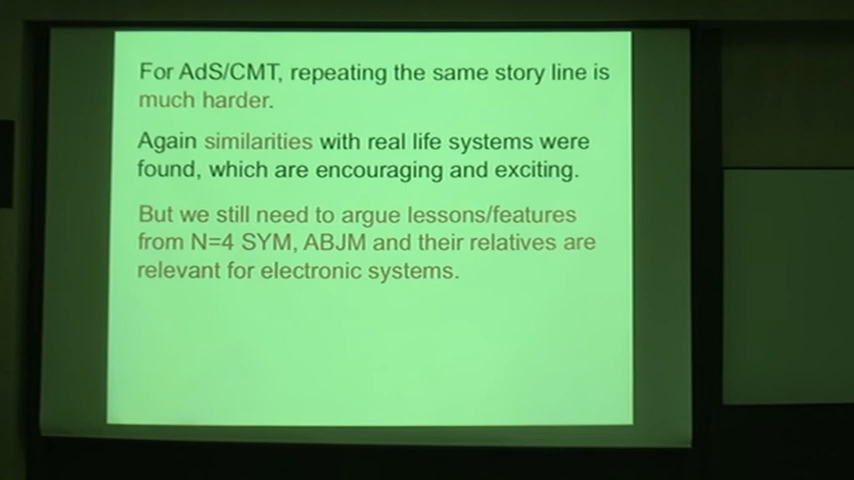 For AdS/CMT, repeating the same story line is
much harder.
Again similarities with real life systems were
found, which are encouraging and exciting.
But we still need to argue lessons/features
from N=4 SYM, ABJM and their relatives are
relevant for electronic systems.